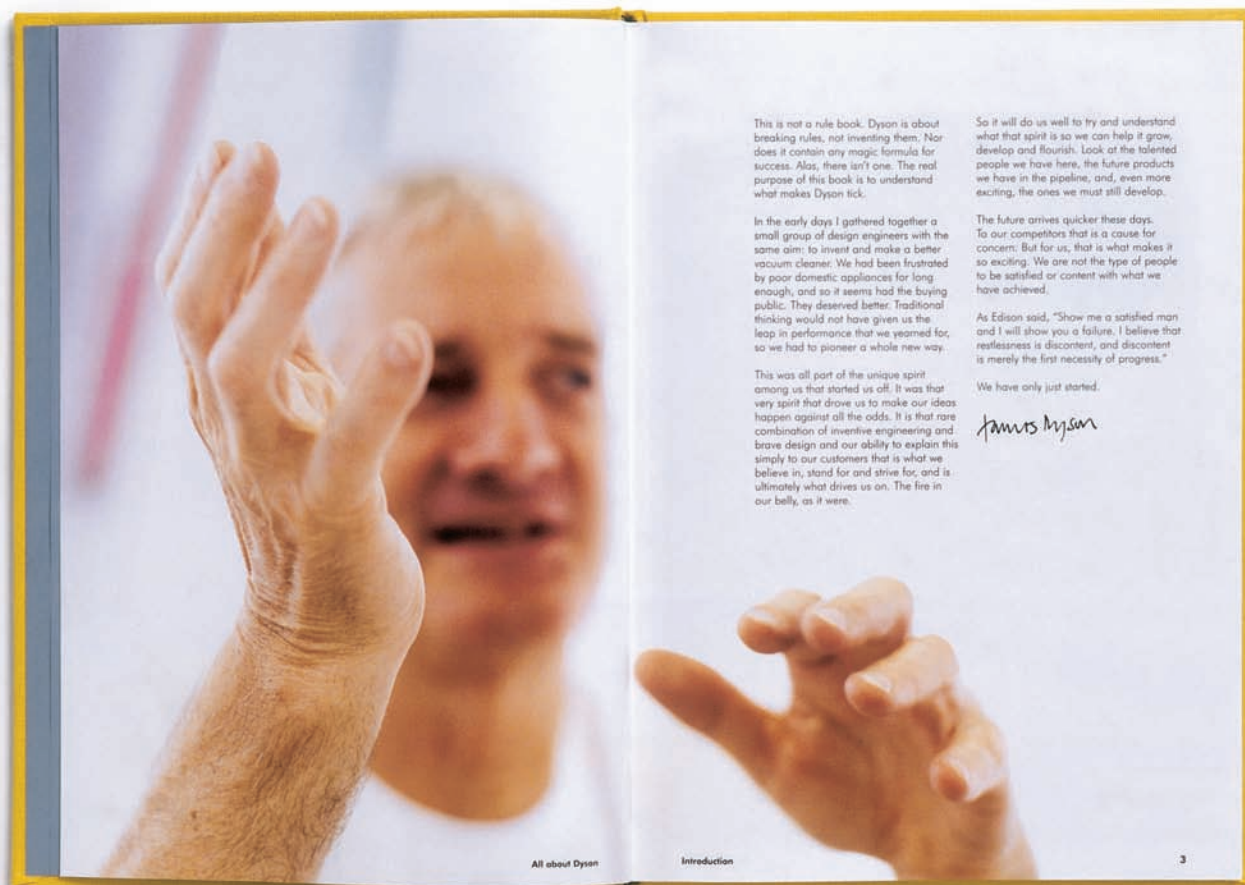 This is not a rule book. Dyson is about
breaking rules, not inventing them. Nor
does it contain any magic formula for
success. Alas, there isn't one. The real
purpose of this book is to understand
what makes Dyson tick.
In the early days I gathered together a
small group of design engineers with the
same aim: to invent and make a better
vacuum cleaner. We had been frustrated
by poor domestic appliances for long
enough, and so it seems had the buying
public. They deserved better. Traditional
thinking would not have given us the
leap in performance that we yearned for,
so we had to pioneer a whole new way.
This was all part of the unique spirit
among us that started us off. It was that
very spirit that drove us to make our ideas
happen against all the odds. It is that rare
combination of inventive engineering and
brave design and our ability to explain this
simply to our customers that is what we
believe in, stand for and strive for, and is
ultimately what drives us on. The fire in
our belly, as it were.
So it will do us well to try and understand
what that spirit is so we can help it grow,
develop and flourish. Look at the talented
people we have here, the future products
we have in the pipeline, and, even more
exciting, the ones we must still develop.
The future arrives quicker these days.
To our competitors that is a cause for
concern. But for us, that is what makes it
so exciting. We are not the type of people
to be satisfied or content with what we
have achieved.
As Edison said, "Show me a satisfied man
and I will show you a failure. I believe that
restlessness is discontent, and discontent
is merely the first necessity of progress."
We have only just started.
James Dyson
All about Dyson
Introduction
3